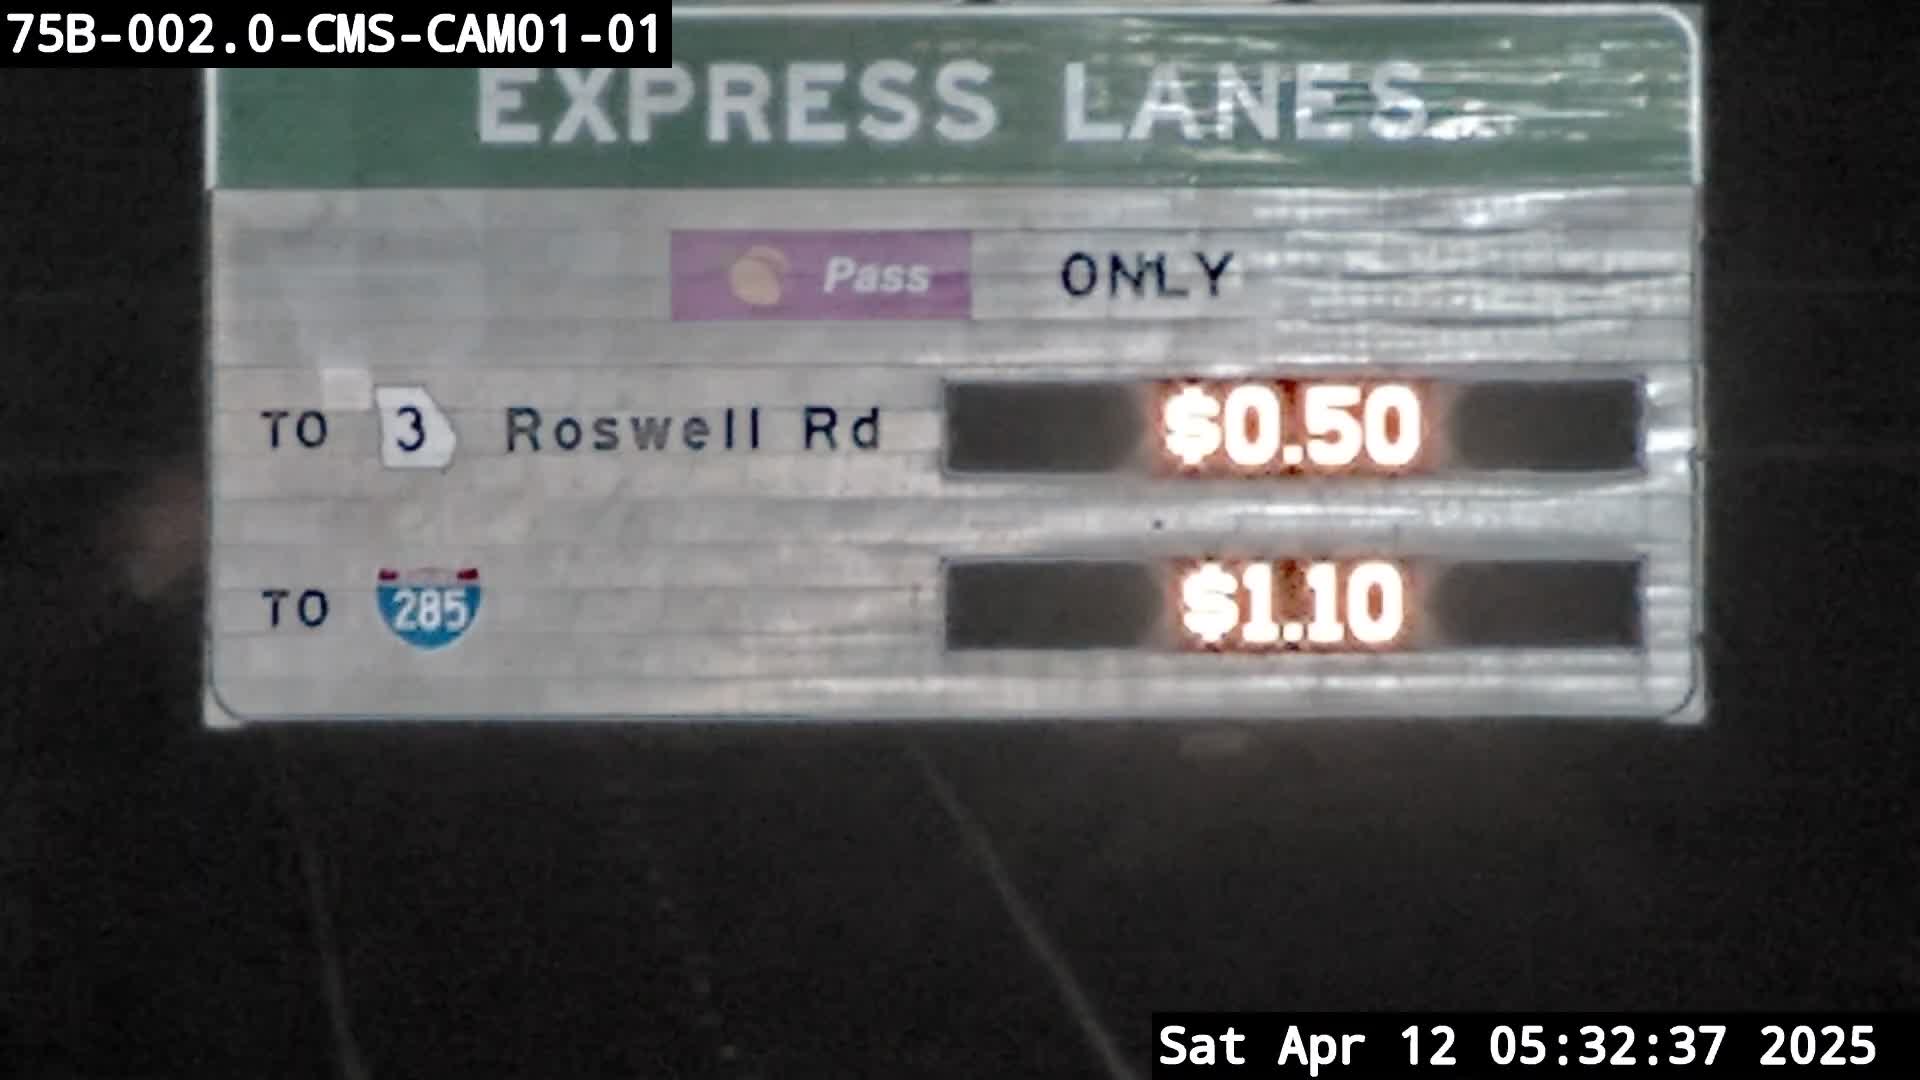 75B-002.0-CMS-CAM01-01
EXPRESS LANES
Pass ONLY
TO 3 Roswell Rd $0.50
TO 285 $1.10
Sat Apr 12 05:32:37 2025